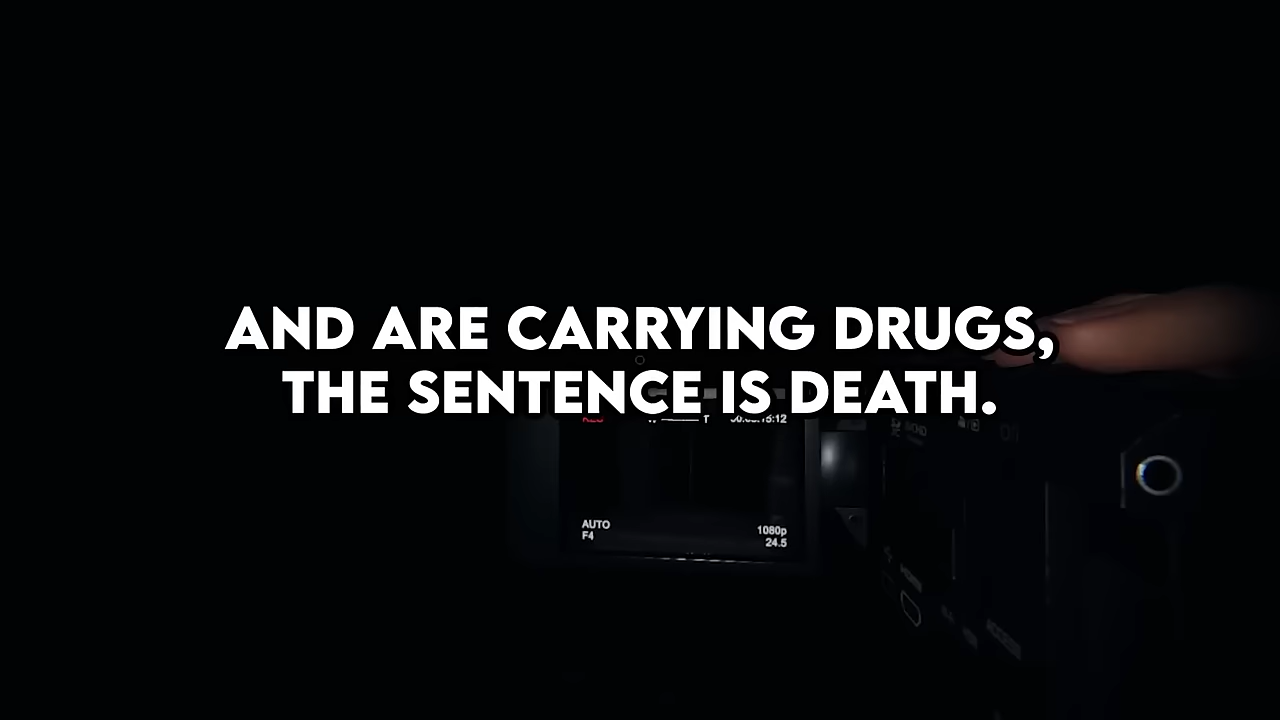 AND ARE CARRYING DRUGS,
THE SENTENCE IS DEATH.
T
AUTO
1080p
F4
24.5